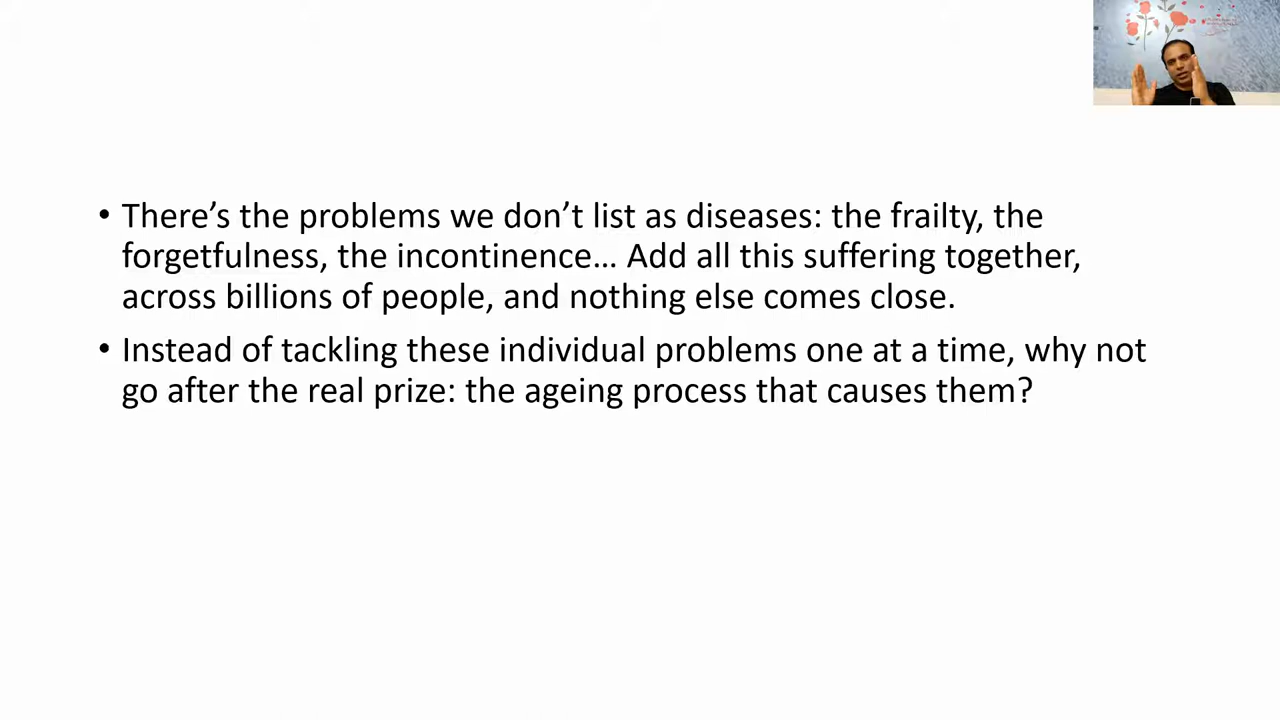 • There’s the problems we don’t list as diseases: the frailty, the
forgetfulness, the incontinence… Add all this suffering together,
across billions of people, and nothing else comes close.
• Instead of tackling these individual problems one at a time, why not
go after the real prize: the ageing process that causes them?